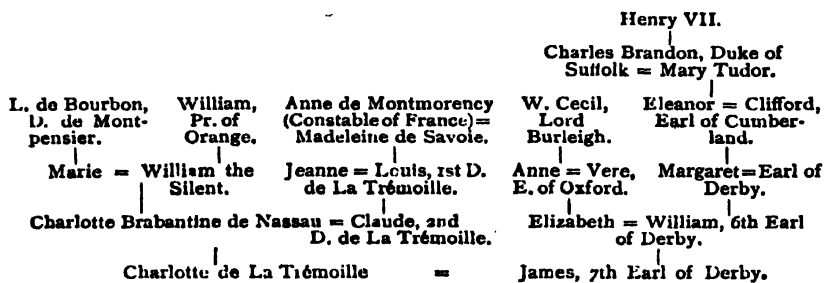 Henry VII.
Charles Brandon, Duke of
Suffolk = Mary Tudor.
L. de Bourbon,
D. de Mont-
pensier.
William,
Pr. of
Orange.
Anne de Montmorency
(Constable of France)=
Madeleine de Savoie.
W. Cecil,
Lord
Burleigh.
Eleanor = Clifford,
Earl of Cumber-
land.
Marie = William the
Silent.
Jeanne = Louis, 1st D.
de La Trémoille.
Anne = Vere,
E. of Oxford.
Margaret=Earl of
Derby.
Charlotte Brabantine de Nassau = Claude, 2nd
D. de La Trémoille.
Elizabeth = William, 6th Earl
of Derby.
Charlotte de La Trémoille = James, 7th Earl of Derby.